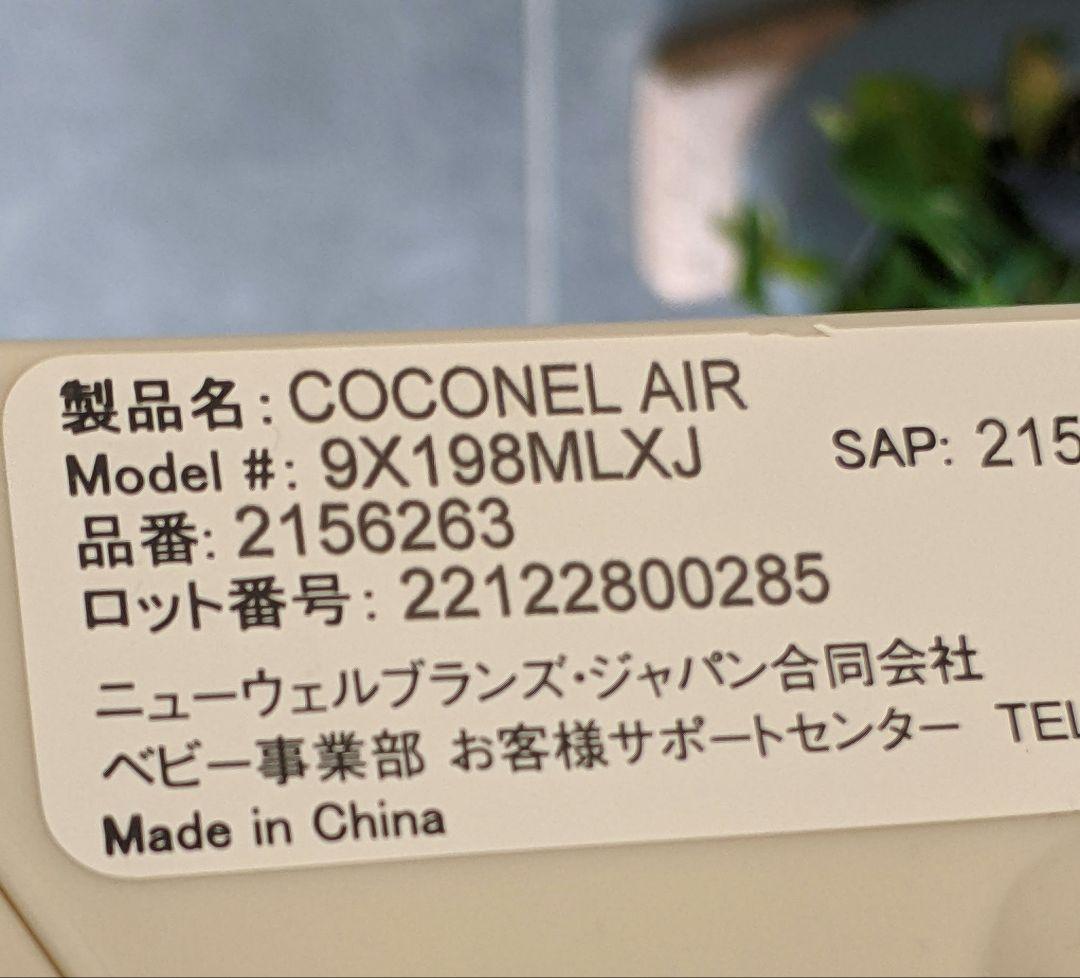 製品名: COCONEL AIR
Model #: 9X198MLXJ SAP: 215
品番: 2156263
ロット番号: 22122800285
ニューウェルブランズ・ジャパン合同会社
ベビー事業部 お客様サポートセンター TEL
Made in China